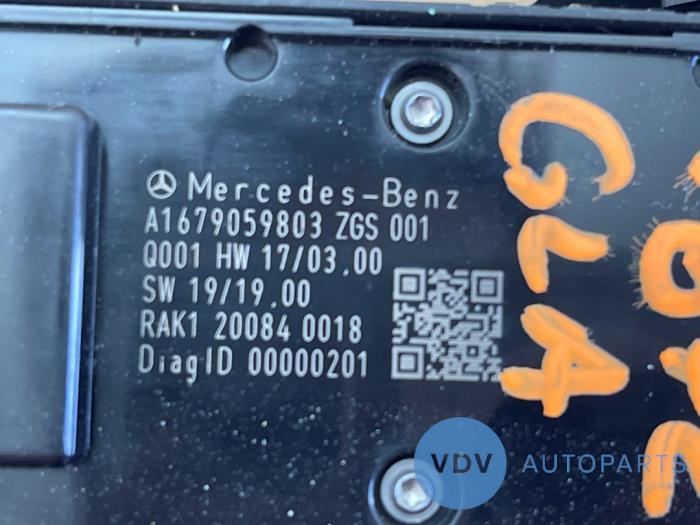 Mercedes-Benz
A1679059803 ZGS 001
Q001 HW 17/03.00
SW 19/19.00
RAK1 20084 0018
DiagID 00000201
GLA
VDV AUTOPARTS